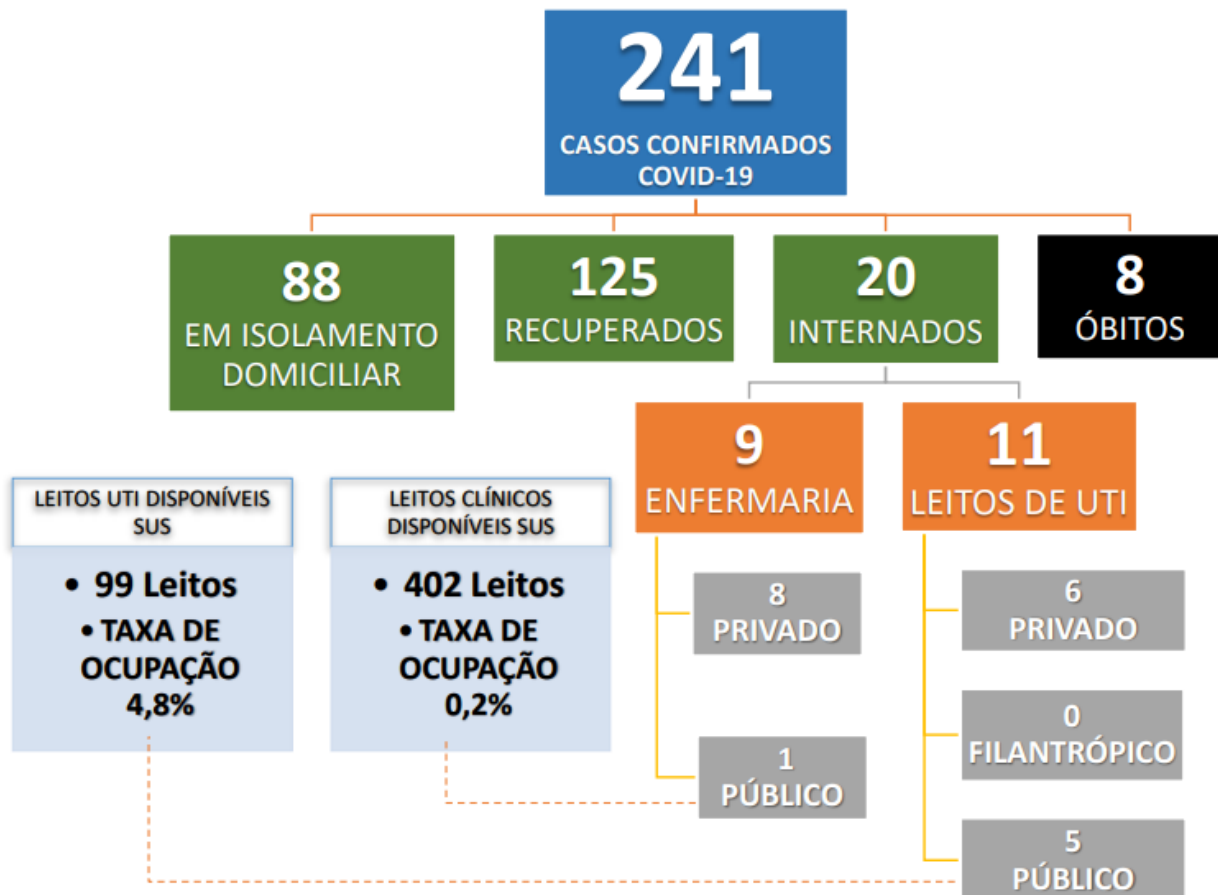 241
CASOS CONFIRMADOS
COVID-19
88
EM ISOLAMENTO
DOMICILIAR
125
RECUPERADOS
20
INTERNADOS
8
ÓBITOS
9
ENFERMARIA
11
LEITOS DE UTI
LEITOS UTI DISPONÍVEIS
SUS
• 99 Leitos
• TAXA DE
OCUPAÇÃO
4,8%
LEITOS CLÍNICOS
DISPONÍVEIS SUS
• 402 Leitos
• TAXA DE
OCUPAÇÃO
0,2%
8
PRIVADO
1
PÚBLICO
6
PRIVADO
0
FILANTRÓPICO
5
PÚBLICO